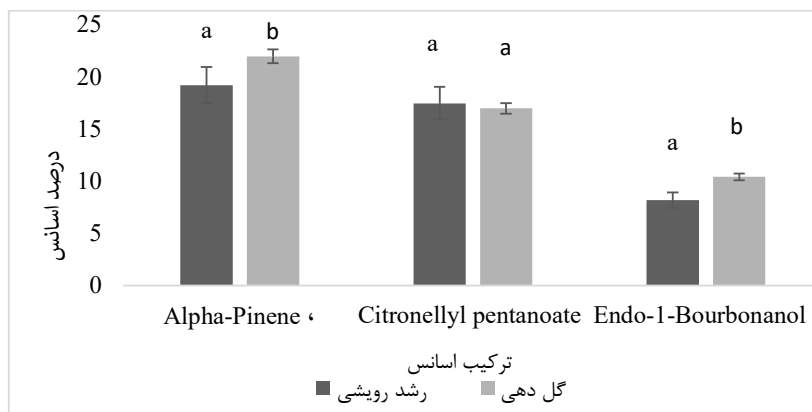 درصد اسانس
25
20
15
10
5
0
a b
a a
a b
Alpha-Pinene ،
Citronellyl pentanoate
Endo-1-Bourbonanol
ترکیب اسانس
رشد رویشی
گل دهی